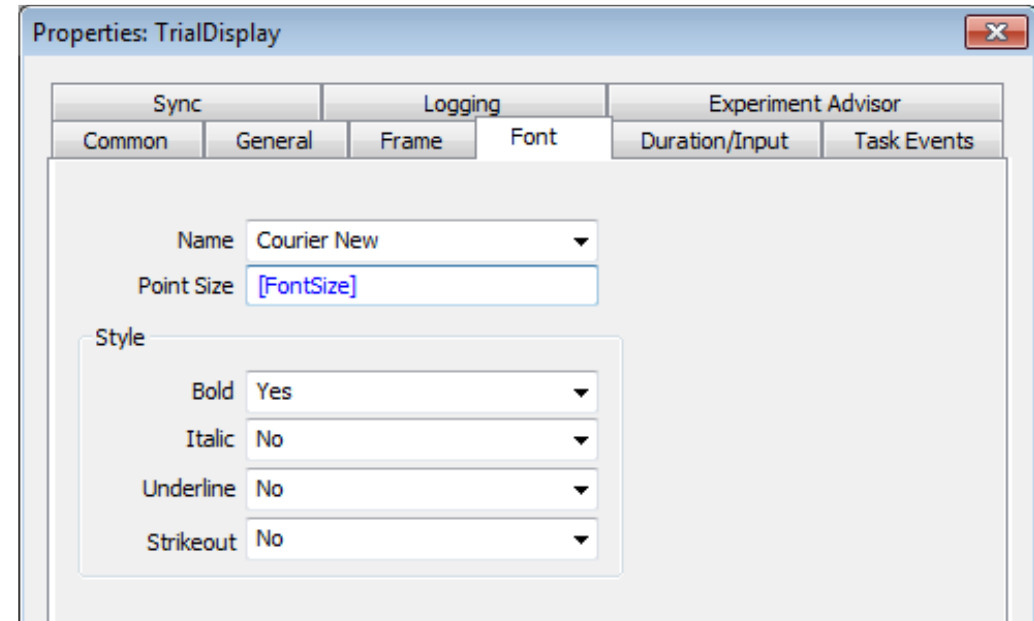 Properties: TrialDisplay
Sync Logging Experiment Advisor
Common General Frame Font Duration/Input Task Events
Name Courier New
Point Size [FontSize]
Style
Bold Yes
Italic No
Underline No
Strikeout No